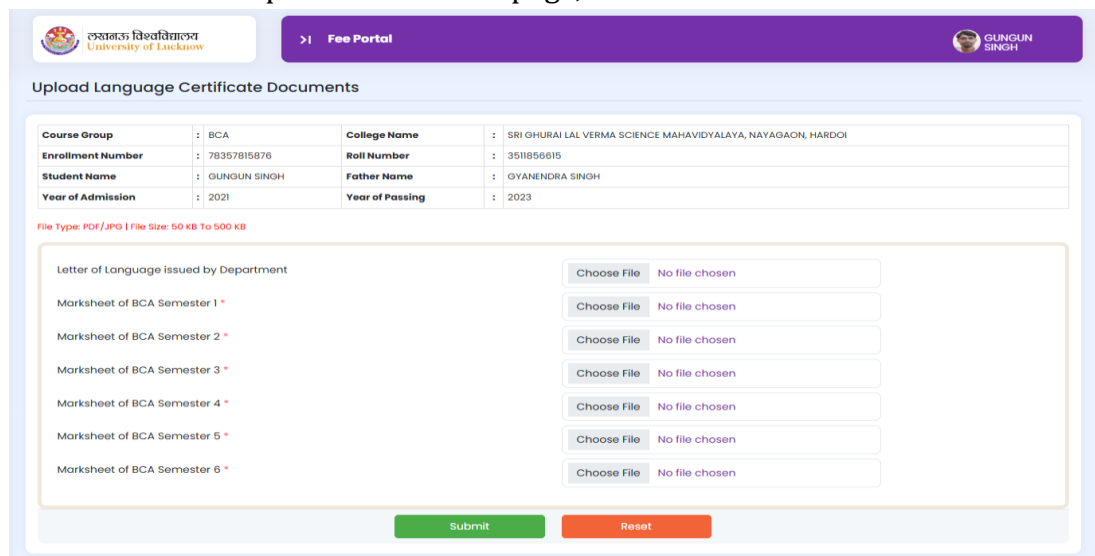 लखनऊ विश्वविद्यालय
University of Lucknow
>| Fee Portal
GUNGUN
SINGH
Upload Language Certificate Documents
Course Group : BCA College Name : SRI GHURAI LAL VERMA SCIENCE MAHAVIDYALAYA, NAYAGAON, HARDOI
Enrollment Number : 78357815876 Roll Number : 3511856615
Student Name : GUNGUN SINGH Father Name : GYANENDRA SINGH
Year of Admission : 2021 Year of Passing : 2023
File Type: PDF/JPG | File Size: 50 KB To 500 KB
Letter of Language issued by Department Choose File No file chosen
Marksheet of BCA Semester 1 * Choose File No file chosen
Marksheet of BCA Semester 2 * Choose File No file chosen
Marksheet of BCA Semester 3 * Choose File No file chosen
Marksheet of BCA Semester 4 * Choose File No file chosen
Marksheet of BCA Semester 5 * Choose File No file chosen
Marksheet of BCA Semester 6 * Choose File No file chosen
Submit Reset